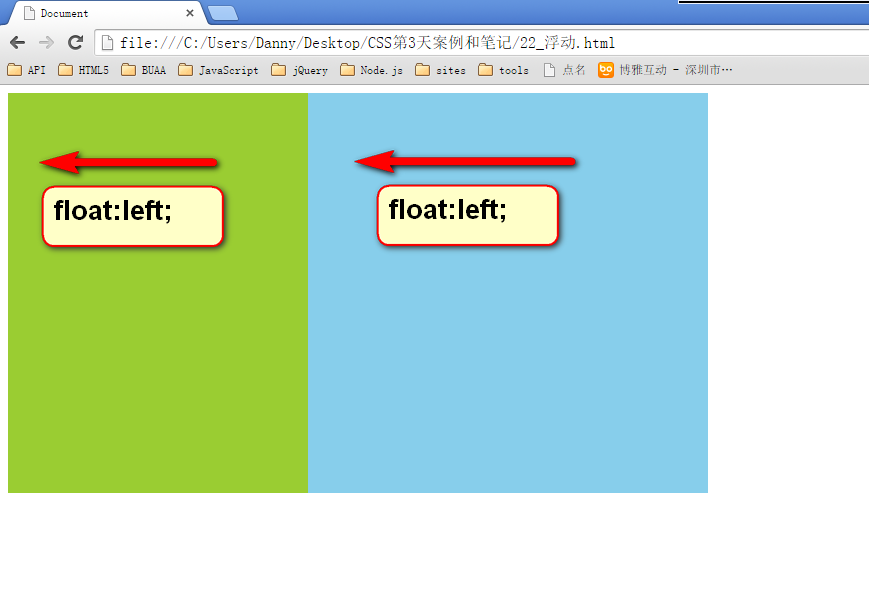 Document
file:///C:/Users/Danny/Desktop/CSS第3天案例和笔记/22_浮动.html
API HTML5 BUAA JavaScript jQuery Node.js sites tools 点名 bo 博雅互动 - 深圳市…
float:left; float:left;